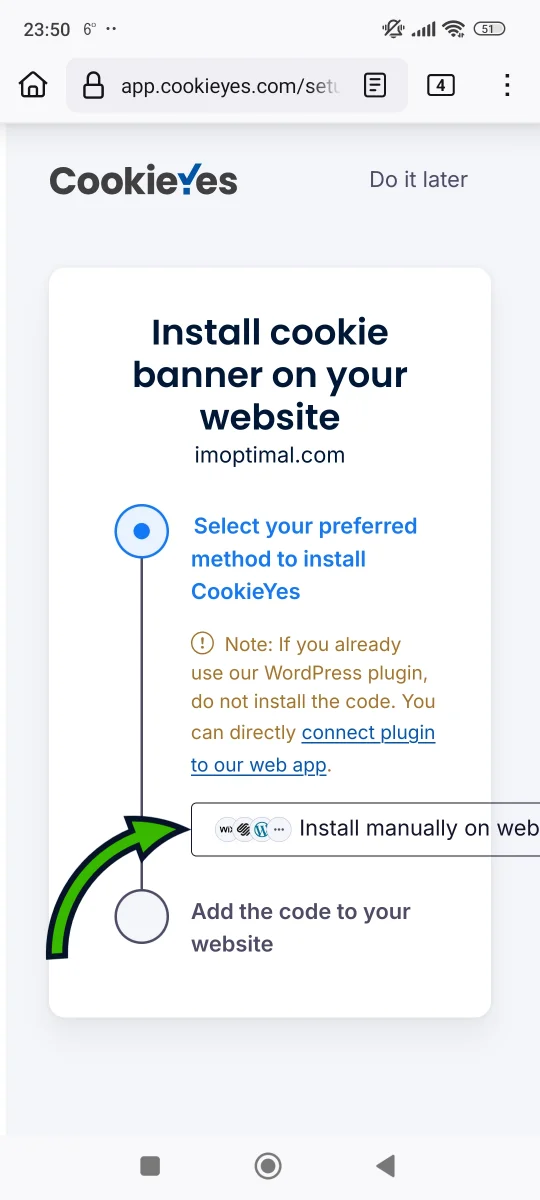 23:50 6° ··
51
app.cookieyes.com/setu
4
CookieYes
Do it later
Install cookie
banner on your
website
imoptimal.com
Select your preferred
method to install
CookieYes
Note: If you already
use our WordPress plugin,
do not install the code. You
can directly connect plugin
to our web app.
Install manually on web
Add the code to your
website